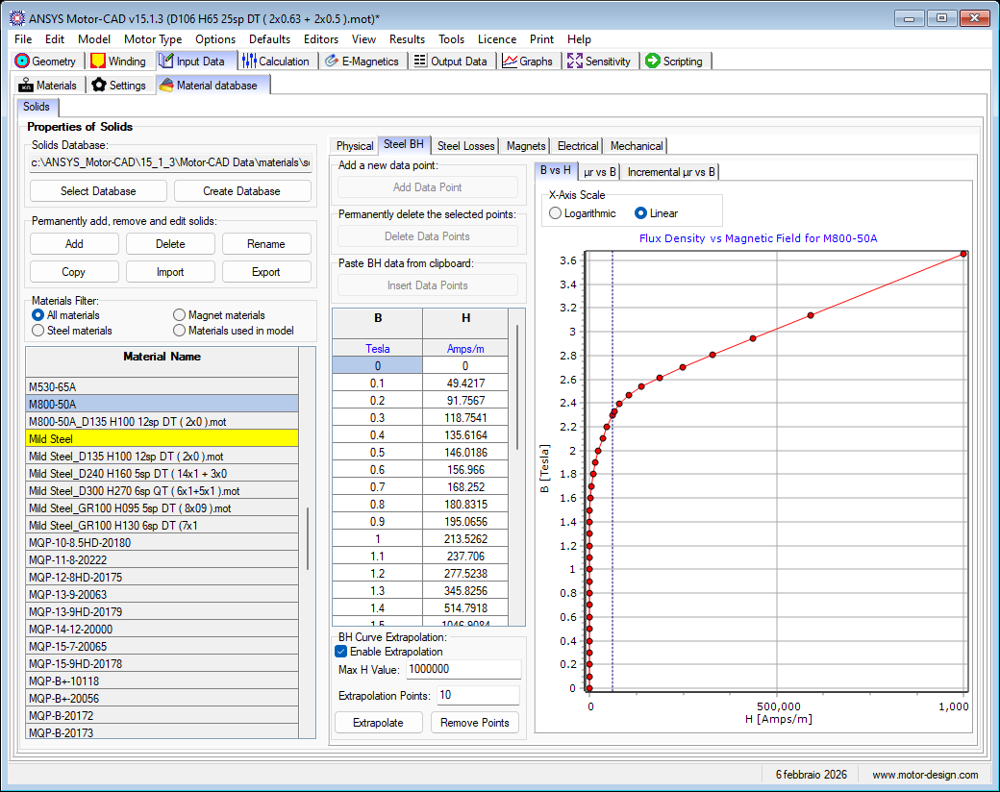 ANSYS Motor-CAD v15.1.3 (D106 H65 25sp DT ( 2x0.63 + 2x0.5 ).mot)*
File Edit Model Motor Type Options Defaults Editors View Results Tools Licence Print Help
Geometry Winding Input Data Calculation E-Magnetics Output Data Graphs Sensitivity Scripting
Materials Settings Material database
Solids
Properties of Solids
Solids Database:
c:\ANSYS_Motor-CAD\15_1_3\Motor-CAD Data\materials\s
Select Database Create Database
Permanently add, remove and edit solids:
Add Delete Rename
Copy Import Export
Materials Filter:
All materials Magnet materials
Steel materials Materials used in model
Material Name
M530-65A
M800-50A
M800-50A_D135 H100 12sp DT ( 2x0 ).mot
Mild Steel
Mild Steel_D135 H100 12sp DT ( 2x0 ).mot
Mild Steel_D240 H160 5sp DT ( 14x1 + 3x0
Mild Steel_D300 H270 6sp QT ( 6x1+5x1 ).mot
Mild Steel_GR100 H095 5sp DT ( 8x09 ).mot
Mild Steel_GR100 H130 6sp DT (7x1
MQP-10-8.5HD-20180
MQP-11-8-20222
MQP-12-8HD-20175
MQP-13-9-20063
MQP-13-9HD-20179
MQP-14-12-20000
MQP-15-7-20065
MQP-15-9HD-20178
MQP-B+-10118
MQP-B+-20056
MQP-B-20172
MQP-B-20173
Physical Steel BH Steel Losses Magnets Electrical Mechanical
Add a new data point:
Add Data Point
Permanently delete the selected points:
Delete Data Points
Paste BH data from clipboard:
Insert Data Points
B H
Tesla Amps/m
0 0
0.1 49.4217
0.2 91.7567
0.3 118.7541
0.4 135.6164
0.5 146.0186
0.6 156.966
0.7 168.252
0.8 180.8315
0.9 195.0656
1 213.5262
1.1 237.706
1.2 277.5238
1.3 345.8256
1.4 514.7918
1.5 1046.9084
BH Curve Extrapolation:
Enable Extrapolation
Max H Value: 1000000
Extrapolation Points: 10
Extrapolate Remove Points
B vs H µr vs B Incremental µr vs B
X-Axis Scale
Logarithmic Linear
Flux Density vs Magnetic Field for M800-50A
B [Tesla]
3.6
3.4
3.2
3
2.8
2.6
2.4
2.2
2
1.8
1.6
1.4
1.2
1
0.8
0.6
0.4
0.2
0
0 500,000 1,000
H [Amps/m]
6 febbraio 2026 www.motor-design.com